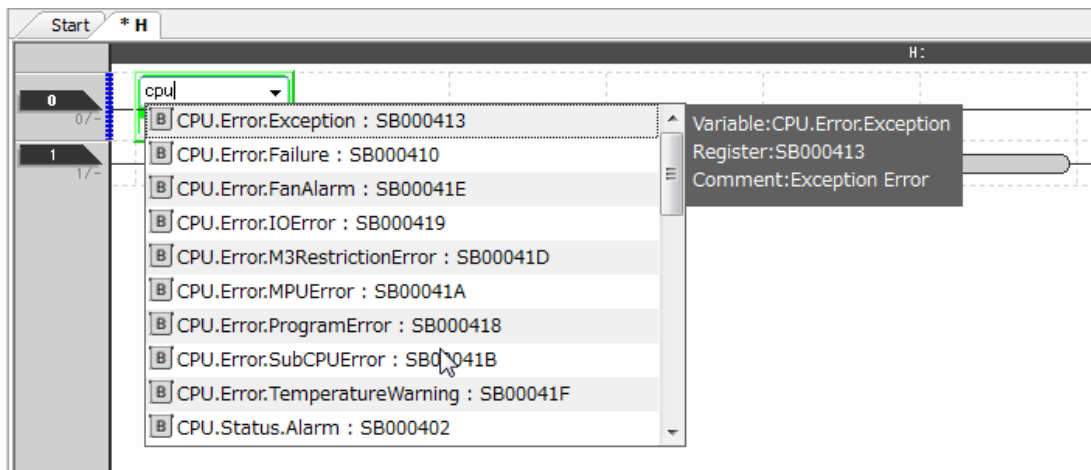 Start * H
H:
0
0/-
1
1/-
cpu
B CPU.Error.Exception : SB000413
B CPU.Error.Failure : SB000410
B CPU.Error.FanAlarm : SB00041E
B CPU.Error.IOError : SB000419
B CPU.Error.M3RestrictionError : SB00041D
B CPU.Error.MPUError : SB00041A
B CPU.Error.ProgramError : SB000418
B CPU.Error.SubCPUError : SB00041B
B CPU.Error.TemperatureWarning : SB00041F
B CPU.Status.Alarm : SB000402
Variable:CPU.Error.Exception
Register:SB000413
Comment:Exception Error